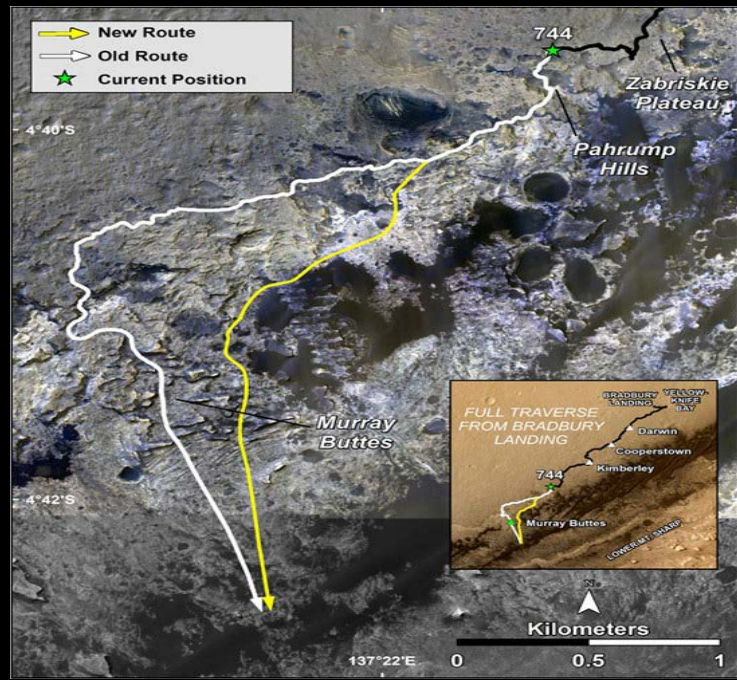 New Route
Old Route
Current Position
744
Zabriskie
Plateau
4°40'S
Pahrump
Hills
Murray
Buttes
4°42'S
FULL TRAVERSE
FROM BRADBURY
LANDING
BRADBURY
LANDING
YELLOW-
KNIFE
BAY
Darwin
Cooperstown
Kimberley
744
Murray Buttes
LOWER MT. SHARP
N
Kilometers
137°22'E
0
0.5
1